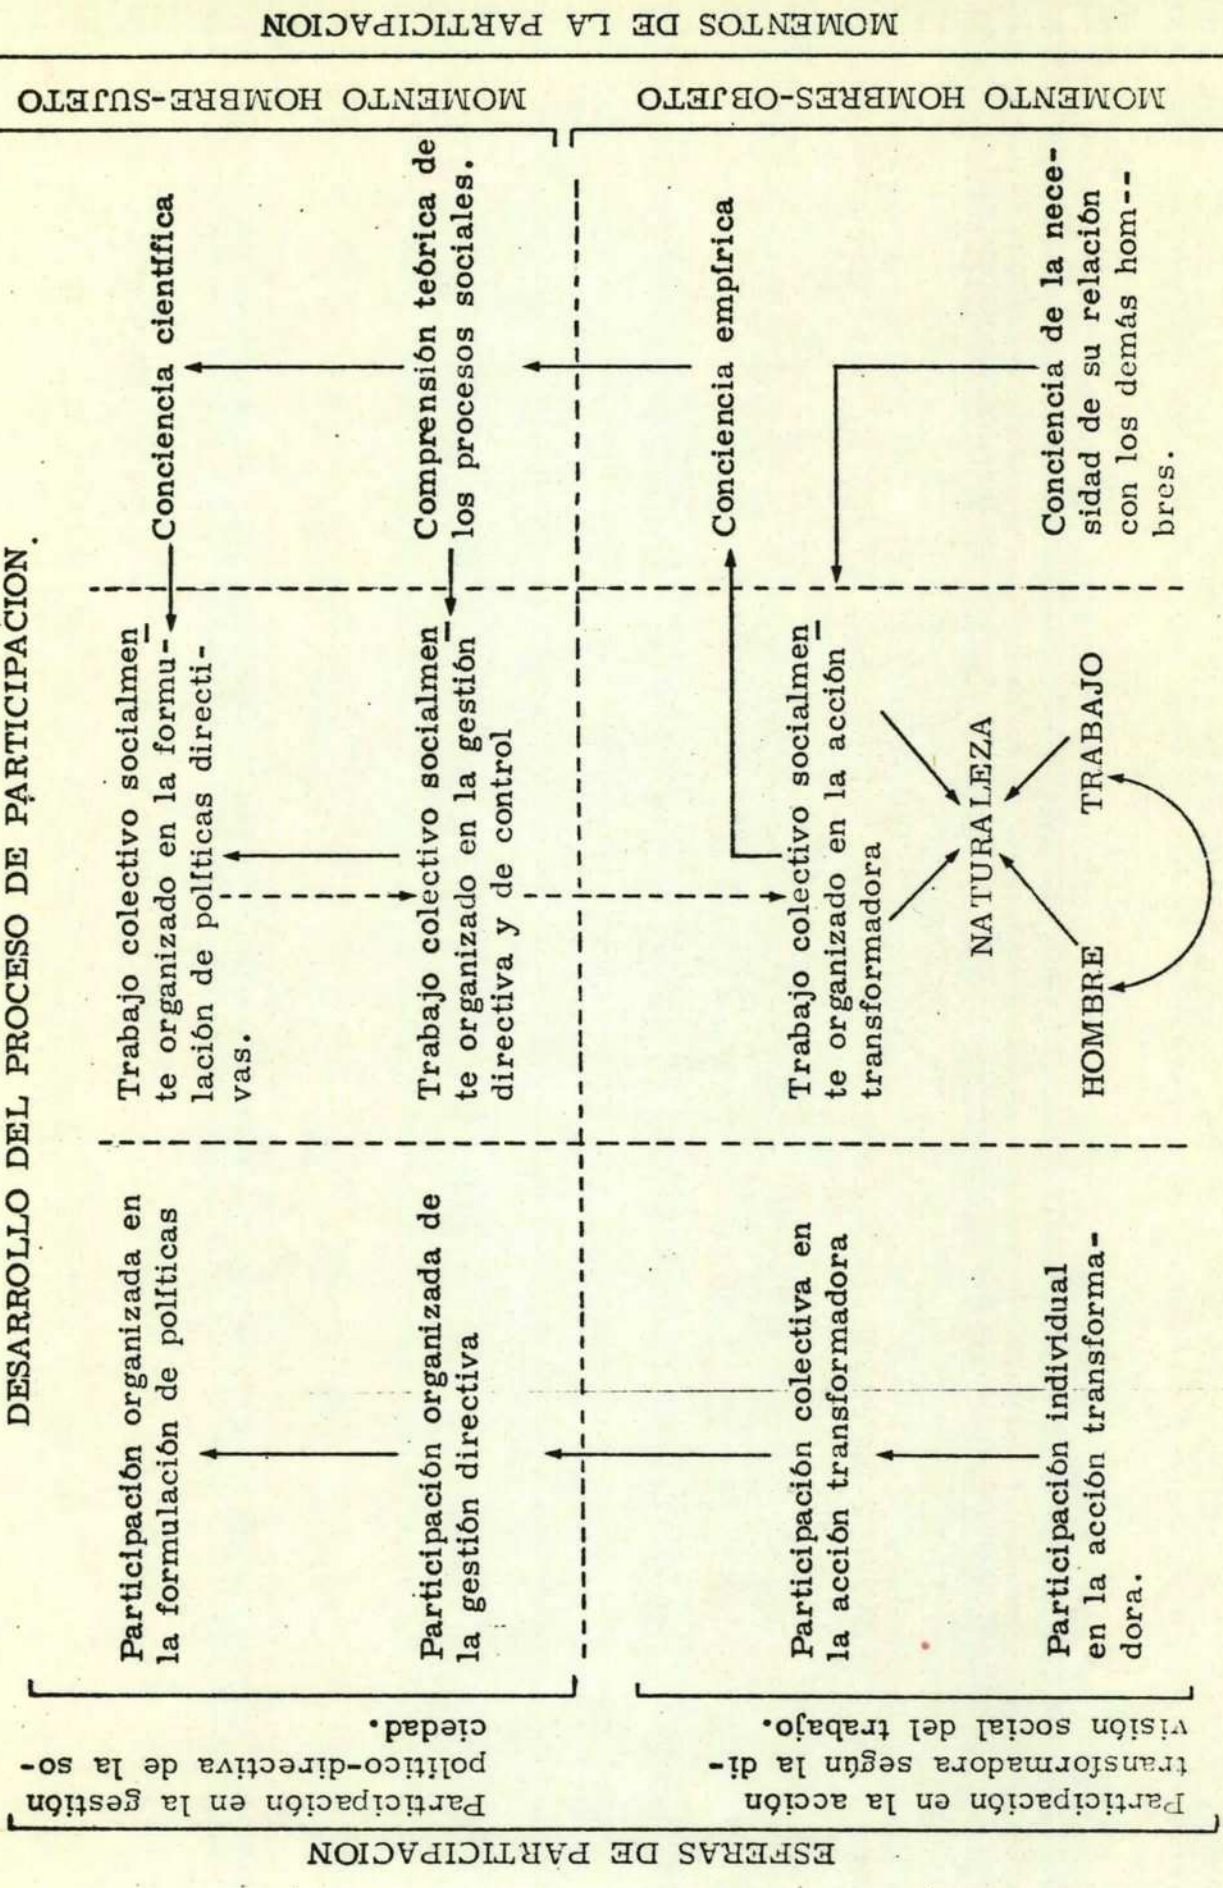 DESARROLLO DEL PROCESO DE PARTICIPACION.
ESFERAS DE PARTICIPACION
Participación en la gestión
político-directiva de la so-
ciedad.
Participación en la acción
transformadora según la di-
visión social del trabajo.
Participación organizada en
la formulación de políticas
Participación organizada de
la gestión directiva
Participación colectiva en
la acción transformadora
Participación individual
en la acción transforma-
dora.
Trabajo colectivo socialmen
te organizado en la formu-
lación de políticas directi-
vas.
Trabajo colectivo socialmen
te organizado en la gestión
directiva y de control
Trabajo colectivo socialmen
te organizado en la acción
transformadora
NATURALEZA
HOMBRE
TRABAJO
Conciencia científica
Comprensión teórica de
los procesos sociales.
Conciencia empírica
Conciencia de la nece-
sidad de su relación
con los demás hom--
bres.
MOMENTO HOMBRE-SUJETO
MOMENTO HOMBRES-OBJETO
MOMENTOS DE LA PARTICIPACION